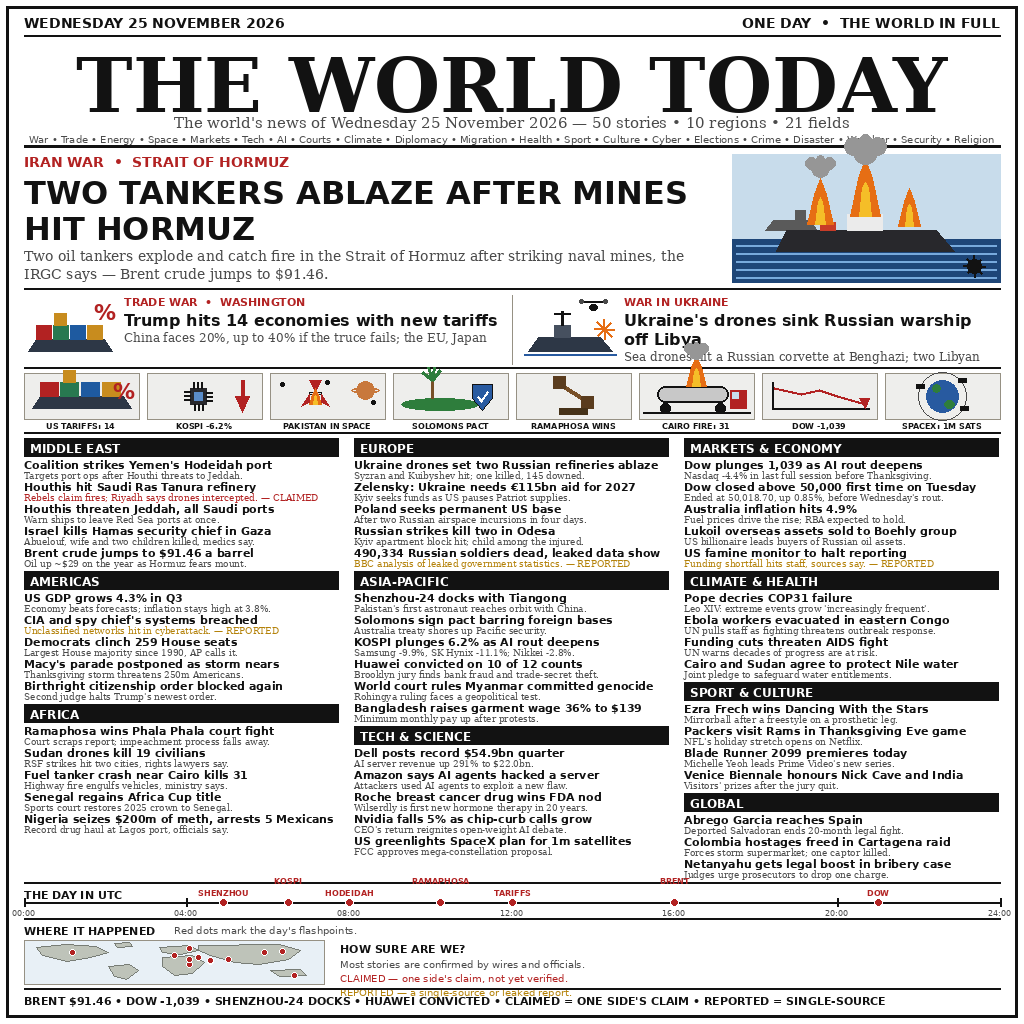 WEDNESDAY 25 NOVEMBER 2026
ONE DAY • THE WORLD IN FULL
THE WORLD TODAY
The world's news of Wednesday 25 November 2026 — 50 stories • 10 regions • 21 fields
War • Trade • Energy • Space • Markets • Tech • AI • Courts • Climate • Diplomacy • Migration • Health • Sport • Culture • Cyber • Elections • Crime • Disaster • • Security • Religion
IRAN WAR • STRAIT OF HORMUZ
TWO TANKERS ABLAZE AFTER MINES
HIT HORMUZ
Two oil tankers explode and catch fire in the Strait of Hormuz after striking naval mines, the
IRGC says — Brent crude jumps to $91.46.
%
TRADE WAR • WASHINGTON
Trump hits 14 economies with new tariffs
China faces 20%, up to 40% if the truce fails; the EU, Japan
WAR IN UKRAINE
Ukraine's drones sink Russian warship
off Libya
Sea drones hit a Russian corvette at Benghazi; two Libyan
%
US TARIFFS: 14
KOSPI -6.2%
PAKISTAN IN SPACE
SOLOMONS PACT
RAMAPHOSA WINS
CAIRO FIRE: 31
DOW -1,039
SPACEX: 1M SATS
MIDDLE EAST
Coalition strikes Yemen's Hodeidah port
Targets port ops after Houthi threats to Jeddah.
Houthis hit Saudi Ras Tanura refinery
Rebels claim fires; Riyadh says drones intercepted. — CLAIMED
Houthis threaten Jeddah, all Saudi ports
Warn ships to leave Red Sea ports at once.
Israel kills Hamas security chief in Gaza
Abuelouf, wife and two children killed, medics say.
Brent crude jumps to $91.46 a barrel
Oil up ~$29 on the year as Hormuz fears mount.
AMERICAS
US GDP grows 4.3% in Q3
Economy beats forecasts; inflation stays high at 3.8%.
CIA and spy chief's systems breached
Unclassified networks hit in cyberattack. — REPORTED
Democrats clinch 259 House seats
Largest House majority since 1990, AP calls it.
Macy's parade postponed as storm nears
Thanksgiving storm threatens 250m Americans.
Birthright citizenship order blocked again
Second judge halts Trump's newest order.
AFRICA
Ramaphosa wins Phala Phala court fight
Court scraps report; impeachment process falls away.
Sudan drones kill 19 civilians
RSF strikes hit two cities, rights lawyers say.
Fuel tanker crash near Cairo kills 31
Highway fire engulfs vehicles, ministry says.
Senegal regains Africa Cup title
Sports court restores 2025 crown to Senegal.
Nigeria seizes $200m of meth, arrests 5 Mexicans
Record drug haul at Lagos port, officials say.
EUROPE
Ukraine drones set two Russian refineries ablaze
Syzran and Kuibyshev hit; one killed, 145 downed.
Zelensky: Ukraine needs €115bn aid for 2027
Kyiv seeks funds as US pauses Patriot supplies.
Poland seeks permanent US base
After two Russian airspace incursions in four days.
Russian strikes kill two in Odesa
Kyiv apartment block hit; child among the injured.
490,334 Russian soldiers dead, leaked data show
BBC analysis of leaked government statistics. — REPORTED
ASIA-PACIFIC
Shenzhou-24 docks with Tiangong
Pakistan's first astronaut reaches orbit with China.
Solomons sign pact barring foreign bases
Australia treaty shores up Pacific security.
KOSPI plunges 6.2% as AI rout deepens
Samsung -9.9%, SK Hynix -11.1%; Nikkei -2.8%.
Huawei convicted on 10 of 12 counts
Brooklyn jury finds bank fraud and trade-secret theft.
World court rules Myanmar committed genocide
Rohingya ruling faces a geopolitical test.
Bangladesh raises garment wage 36% to $139
Minimum monthly pay up after protests.
TECH & SCIENCE
Dell posts record $54.9bn quarter
AI server revenue up 291% to $22.0bn.
Amazon says AI agents hacked a server
Attackers used AI agents to exploit a new flaw.
Roche breast cancer drug wins FDA nod
Wilserdly is first new hormone therapy in 20 years.
Nvidia falls 5% as chip-curb calls grow
CEO's return reignites open-weight AI debate.
US greenlights SpaceX plan for 1m satellites
FCC approves mega-constellation proposal.
MARKETS & ECONOMY
Dow plunges 1,039 as AI rout deepens
Nasdaq -4.4% in last full session before Thanksgiving.
Dow closed above 50,000 first time on Tuesday
Ended at 50,018.70, up 0.85%, before Wednesday's rout.
Australia inflation hits 4.9%
Fuel prices drive the rise; RBA expected to hold.
Lukoil overseas assets sold to Boehly group
US billionaire leads buyers of Russian oil assets.
US famine monitor to halt reporting
Funding shortfall hits staff, sources say. — REPORTED
CLIMATE & HEALTH
Pope decries COP31 failure
Leo XIV: extreme events grow 'increasingly frequent'.
Ebola workers evacuated in eastern Congo
UN pulls staff as fighting threatens outbreak response.
Funding cuts threaten AIDS fight
UN warns decades of progress are at risk.
Cairo and Sudan agree to protect Nile water
Joint pledge to safeguard water entitlements.
SPORT & CULTURE
Ezra Frech wins Dancing With the Stars
Mirrorball after a freestyle on a prosthetic leg.
Packers visit Rams in Thanksgiving Eve game
NFL's holiday stretch opens on Netflix.
Blade Runner 2099 premieres today
Michelle Yeoh leads Prime Video's new series.
Venice Biennale honours Nick Cave and India
Visitors' prizes after the jury quit.
GLOBAL
Abrego Garcia reaches Spain
Deported Salvadoran ends 20-month legal fight.
Colombia hostages freed in Cartagena raid
Forces storm supermarket; one captor killed.
Netanyahu gets legal boost in bribery case
Judges urge prosecutors to drop one charge.
THE DAY IN UTC
SHENZHOU
KOSPI
HODEIDAH
RAMAPHOSA
TARIFFS
BRENT
DOW
00:00
04:00
08:00
12:00
16:00
20:00
24:00
WHERE IT HAPPENED
Red dots mark the day's flashpoints.
HOW SURE ARE WE?
Most stories are confirmed by wires and officials.
CLAIMED — one side's claim, not yet verified.
REPORTED — a single-source or leaked report.
BRENT $91.46 • DOW -1,039 • SHENZHOU-24 DOCKS • HUAWEI CONVICTED • CLAIMED = ONE SIDE'S CLAIM • REPORTED = SINGLE-SOURCE